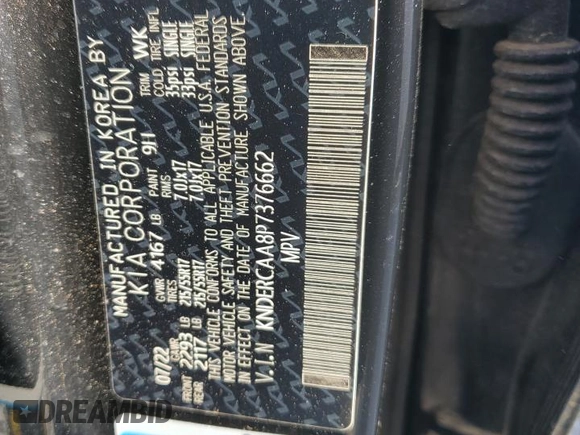 MANUFACTURED IN KOREA BY
KIA CORPORATION
07/22 GVWR 4167 LB PAINT 9H TRIM WK
GAWR TIRES RIMS COLD TIRE INFL
FRONT 2293 LB 215/55R17 7.0Jx17 35PSI SINGLE
REAR 2117 LB 215/55R17 7.0Jx17 33PSI SINGLE
THIS VEHICLE CONFORMS TO ALL APPLICABLE U.S.A. FEDERAL
MOTOR VEHICLE SAFETY AND THEFT PREVENTION STANDARDS
IN EFFECT ON THE DATE OF MANUFACTURE SHOWN ABOVE.
V.I.N KNDERCAA8P7376662
MPV
DREAMBID